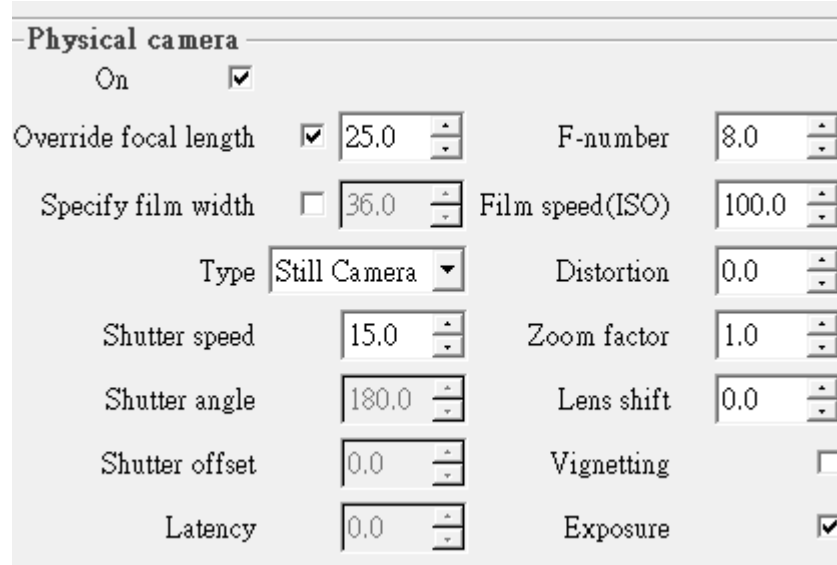 Physical camera
On
Override focal length 25.0 F-number 8.0
Specify film width 36.0 Film speed(ISO) 100.0
Type Still Camera Distortion 0.0
Shutter speed 15.0 Zoom factor 1.0
Shutter angle 180.0 Lens shift 0.0
Shutter offset 0.0 Vignetting
Latency 0.0 Exposure